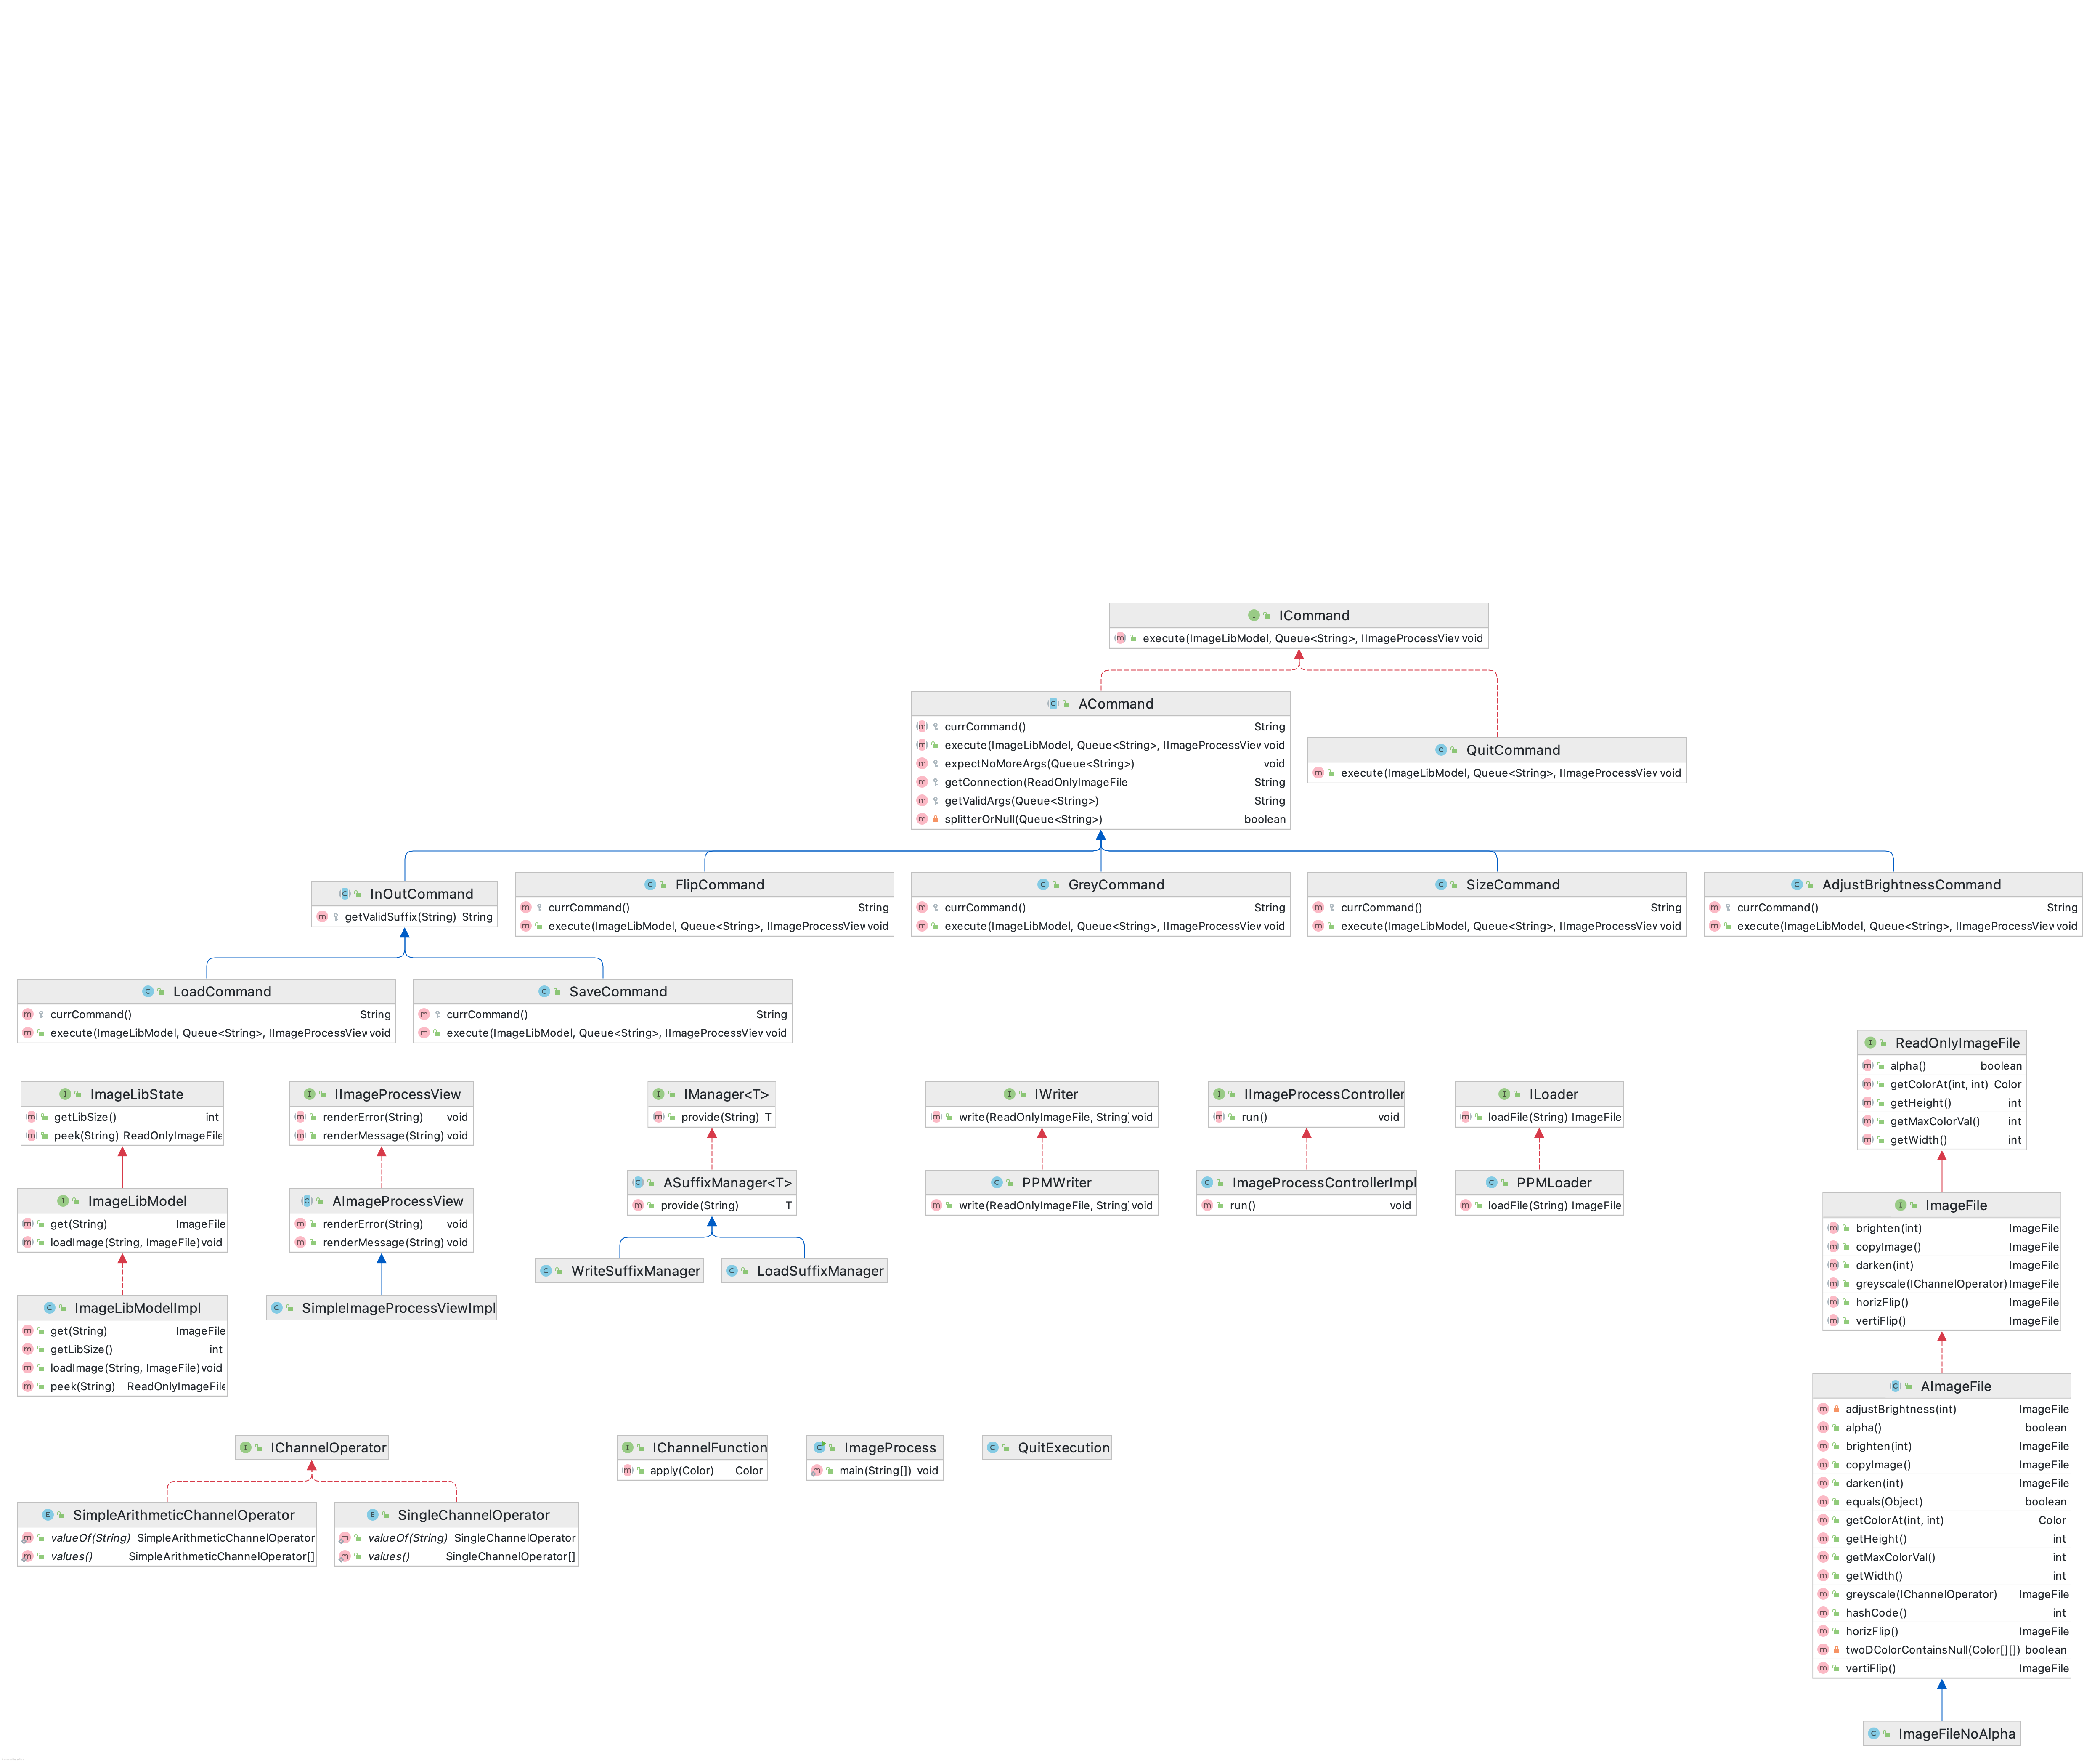 ICommand
execute(ImageLibModel, Queue<String>, IImageProcessView void
ACommand
currCommand() String
execute(ImageLibModel, Queue<String>, IImageProcessView void
expectNoMoreArgs(Queue<String>) void
getConnection(ReadOnlyImageFile String
getValidArgs(Queue<String>) String
splitterOrNull(Queue<String>) boolean
QuitCommand
execute(ImageLibModel, Queue<String>, IImageProcessView void
InOutCommand
getValidSuffix(String) String
FlipCommand
currCommand() String
execute(ImageLibModel, Queue<String>, IImageProcessView void
GreyCommand
currCommand() String
execute(ImageLibModel, Queue<String>, IImageProcessView void
SizeCommand
currCommand() String
execute(ImageLibModel, Queue<String>, IImageProcessView void
AdjustBrightnessCommand
currCommand() String
execute(ImageLibModel, Queue<String>, IImageProcessView void
LoadCommand
currCommand() String
execute(ImageLibModel, Queue<String>, IImageProcessView void
SaveCommand
currCommand() String
execute(ImageLibModel, Queue<String>, IImageProcessView void
ImageLibState
getLibSize() int
peek(String) ReadOnlyImageFile
ImageLibModel
get(String) ImageFile
loadImage(String, ImageFile) void
ImageLibModelImpl
get(String) ImageFile
getLibSize() int
loadImage(String, ImageFile) void
peek(String) ReadOnlyImageFile
IImageProcessView
renderError(String) void
renderMessage(String) void
AImageProcessView
renderError(String) void
renderMessage(String) void
SimpleImageProcessViewImpl
IManager<T>
provide(String) T
ASuffixManager<T>
provide(String) T
WriteSuffixManager
LoadSuffixManager
IWriter
write(ReadOnlyImageFile, String) void
PPMWriter
write(ReadOnlyImageFile, String) void
IImageProcessController
run() void
ImageProcessControllerImpl
run() void
ILoader
loadFile(String) ImageFile
PPMLoader
loadFile(String) ImageFile
ReadOnlyImageFile
alpha() boolean
getColorAt(int, int) Color
getHeight() int
getMaxColorVal() int
getWidth() int
ImageFile
brighten(int) ImageFile
copyImage() ImageFile
darken(int) ImageFile
greyscale(IChannelOperator) ImageFile
horizFlip() ImageFile
vertiFlip() ImageFile
AImageFile
adjustBrightness(int) ImageFile
alpha() boolean
brighten(int) ImageFile
copyImage() ImageFile
darken(int) ImageFile
equals(Object) boolean
getColorAt(int, int) Color
getHeight() int
getMaxColorVal() int
getWidth() int
greyscale(IChannelOperator) ImageFile
hashCode() int
horizFlip() ImageFile
twoDColorContainsNull(Color[][]) boolean
vertiFlip() ImageFile
ImageFileNoAlpha
IChannelOperator
SimpleArithmeticChannelOperator
valueOf(String) SimpleArithmeticChannelOperator
values() SimpleArithmeticChannelOperator[]
SingleChannelOperator
valueOf(String) SingleChannelOperator
values() SingleChannelOperator[]
IChannelFunction
apply(Color) Color
ImageProcess
main(String[]) void
QuitExecution